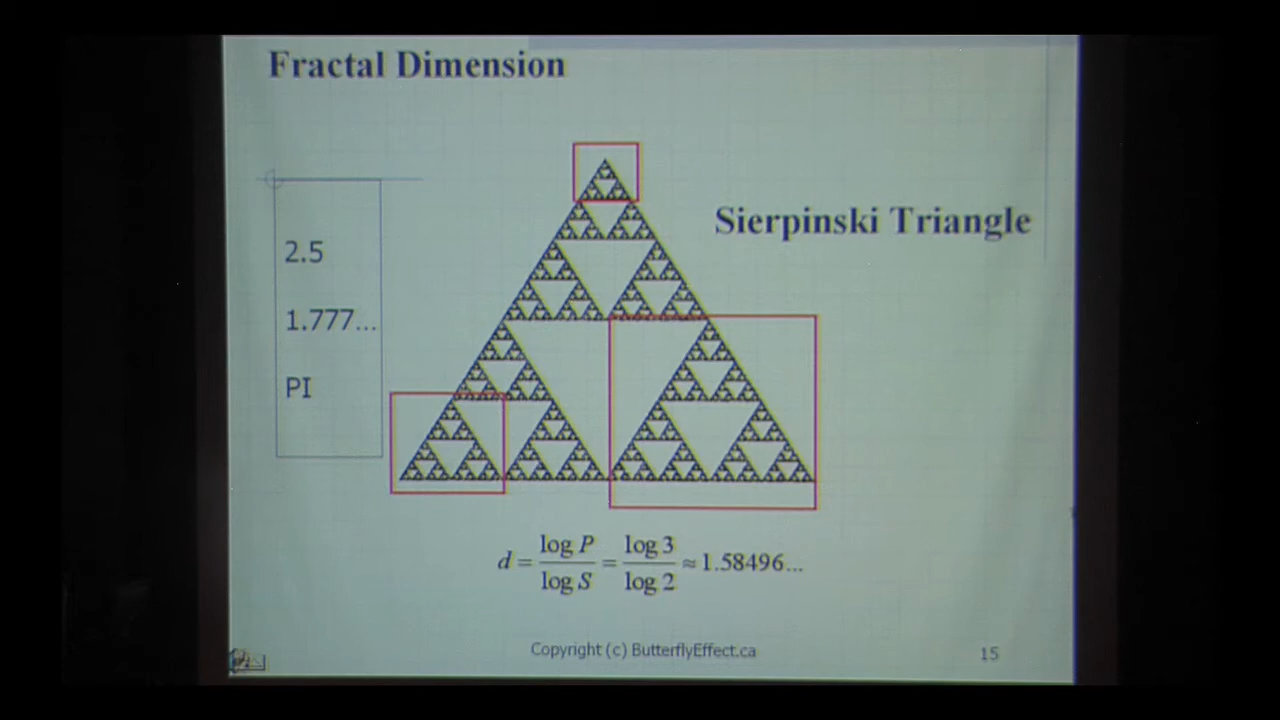 Fractal Dimension
Sierpinski Triangle
2.5
1.777...
PI
d = log P / log S = log 3 / log 2 ≈ 1.58496...
Copyright (c) ButterflyEffect.ca
15